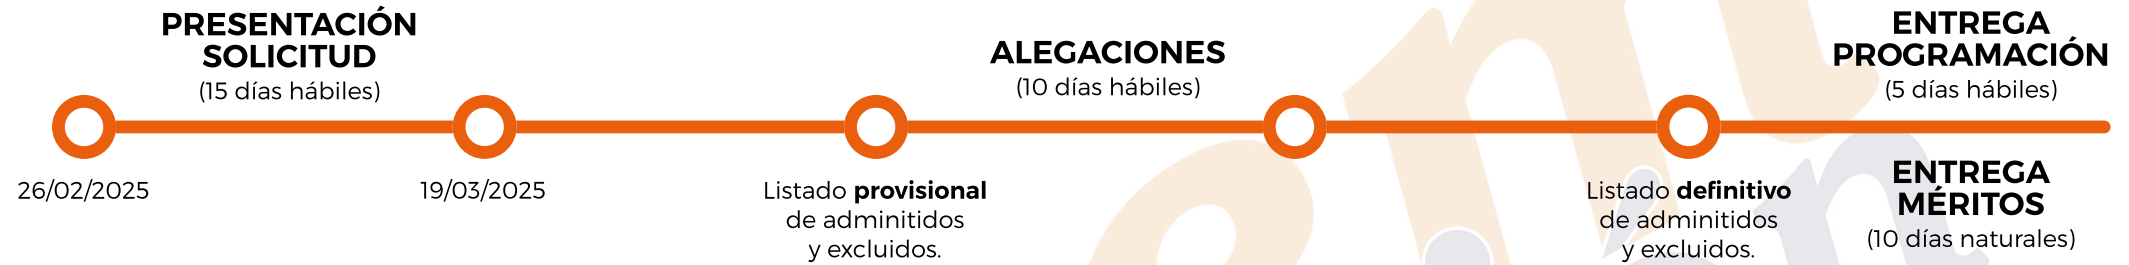 PRESENTACIÓN
SOLICITUD
(15 días hábiles)
26/02/2025
19/03/2025
Listado provisional
de adminitidos
y excluidos.
ALEGACIONES
(10 días hábiles)
Listado definitivo
de adminitidos
y excluidos.
ENTREGA
PROGRAMACIÓN
(5 días hábiles)
ENTREGA
MÉRITOS
(10 días naturales)